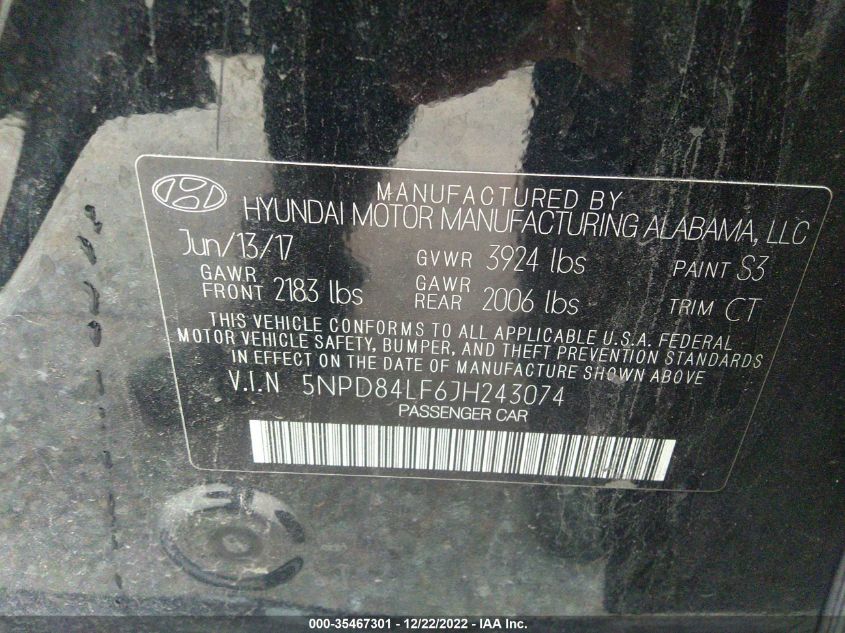 MANUFACTURED BY
HYUNDAI MOTOR MANUFACTURING ALABAMA, LLC
Jun/13/17 GVWR 3924 lbs PAINT S3
GAWR FRONT 2183 lbs GAWR REAR 2006 lbs TRIM CT
THIS VEHICLE CONFORMS TO ALL APPLICABLE U.S.A. FEDERAL
MOTOR VEHICLE SAFETY, BUMPER, AND THEFT PREVENTION STANDARDS
IN EFFECT ON THE DATE OF MANUFACTURE SHOWN ABOVE
V.I.N 5NPD84LF6JH243074
PASSENGER CAR
000-35467301 - 12/22/2022 - IAA Inc.